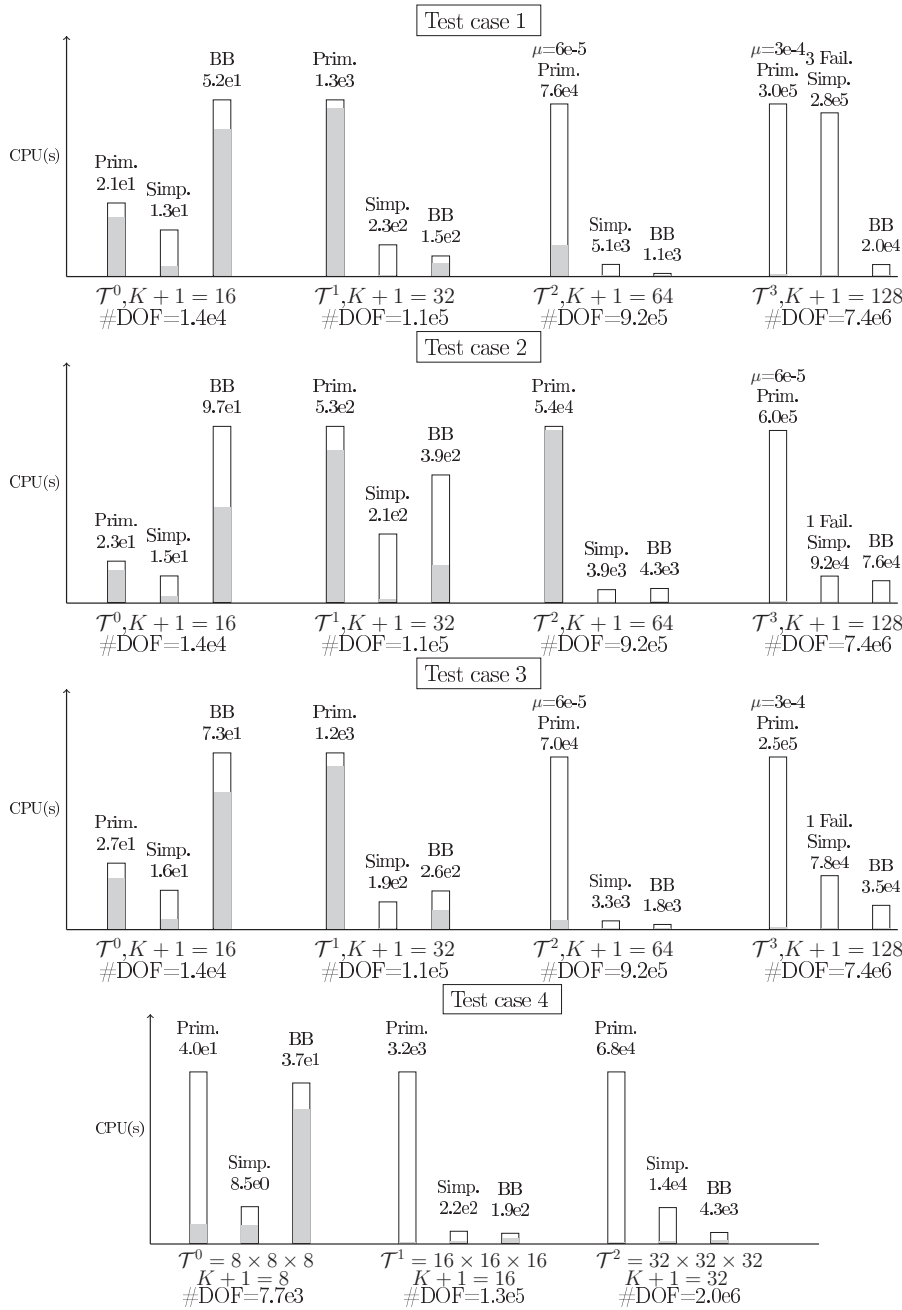 Test case 1
CPU(s)
Prim.
2.1e1
Simp.
1.3e1
BB
5.2e1
Prim.
1.3e3
Simp.
2.3e2
BB
1.5e2
μ=6e-5
Prim.
7.6e4
Simp.
5.1e3
BB
1.1e3
μ=3e-4
Prim.
3.0e5
3 Fail.
Simp.
2.8e5
BB
2.0e4
𝒯⁰,K + 1 = 16
#DOF=1.4e4
𝒯¹,K + 1 = 32
#DOF=1.1e5
𝒯²,K + 1 = 64
#DOF=9.2e5
𝒯³,K + 1 = 128
#DOF=7.4e6
Test case 2
CPU(s)
Prim.
2.3e1
Simp.
1.5e1
BB
9.7e1
Prim.
5.3e2
Simp.
2.1e2
BB
3.9e2
Prim.
5.4e4
Simp.
3.9e3
BB
4.3e3
μ=6e-5
Prim.
6.0e5
1 Fail.
Simp.
9.2e4
BB
7.6e4
𝒯⁰,K + 1 = 16
#DOF=1.4e4
𝒯¹,K + 1 = 32
#DOF=1.1e5
𝒯²,K + 1 = 64
#DOF=9.2e5
𝒯³,K + 1 = 128
#DOF=7.4e6
Test case 3
CPU(s)
Prim.
2.7e1
Simp.
1.6e1
BB
7.3e1
Prim.
1.2e3
Simp.
1.9e2
BB
2.6e2
μ=6e-5
Prim.
7.0e4
Simp.
3.3e3
BB
1.8e3
μ=3e-4
Prim.
2.5e5
1 Fail.
Simp.
7.8e4
BB
3.5e4
𝒯⁰,K + 1 = 16
#DOF=1.4e4
𝒯¹,K + 1 = 32
#DOF=1.1e5
𝒯²,K + 1 = 64
#DOF=9.2e5
𝒯³,K + 1 = 128
#DOF=7.4e6
Test case 4
CPU(s)
Prim.
4.0e1
Simp.
8.5e0
BB
3.7e1
Prim.
3.2e3
Simp.
2.2e2
BB
1.9e2
Prim.
6.8e4
Simp.
1.4e4
BB
4.3e3
𝒯⁰ = 8 × 8 × 8
K + 1 = 8
#DOF=7.7e3
𝒯¹ = 16 × 16 × 16
K + 1 = 16
#DOF=1.3e5
𝒯² = 32 × 32 × 32
K + 1 = 32
#DOF=2.0e6